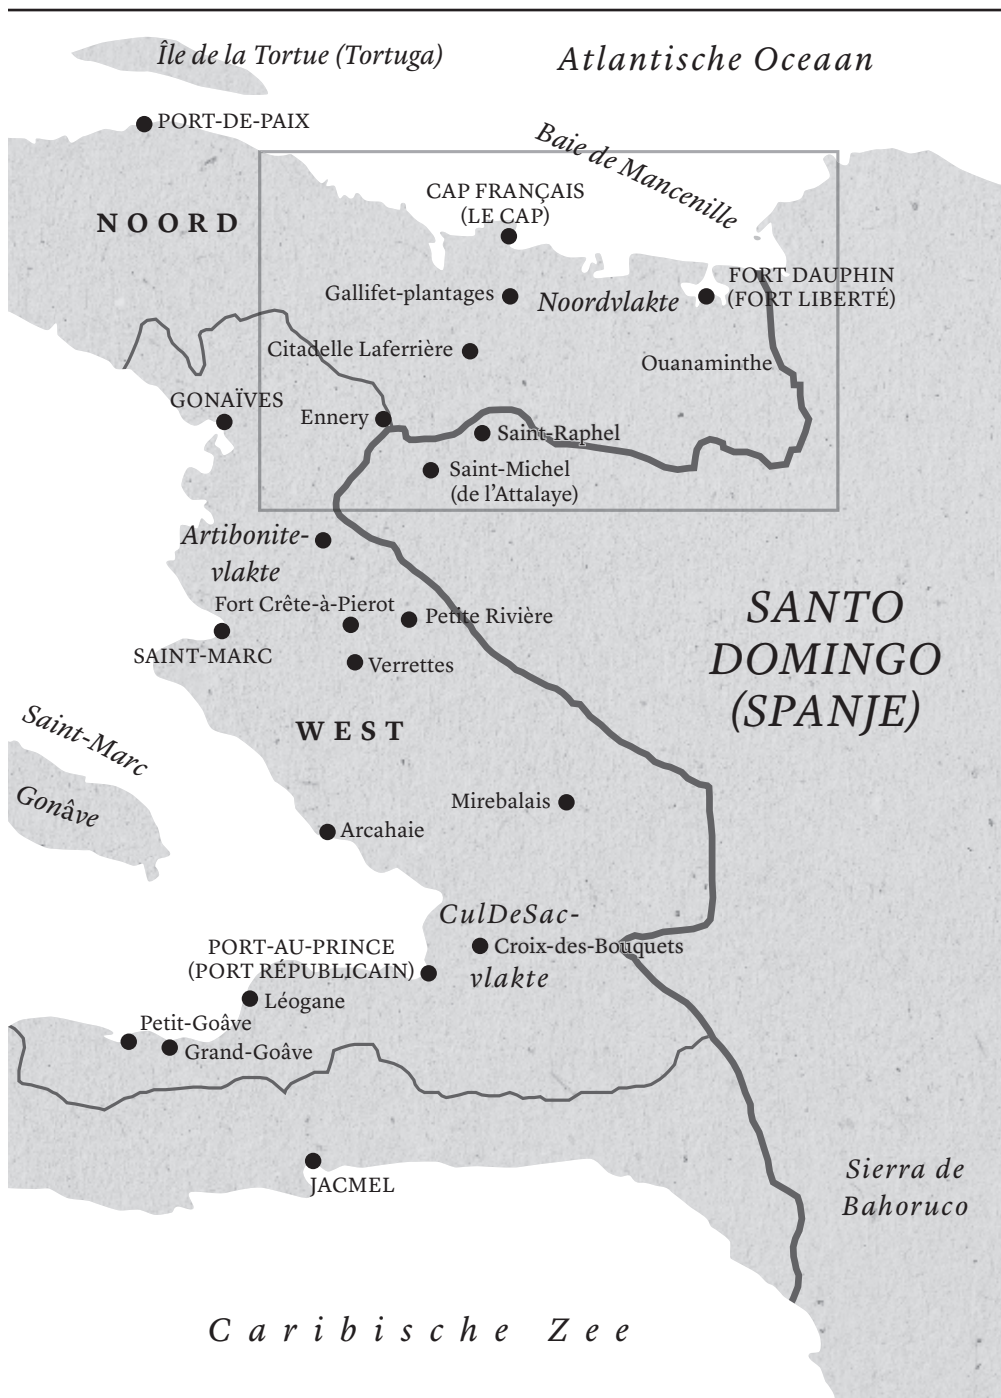 Île de la Tortue (Tortuga)
Atlantische Oceaan
PORT-DE-PAIX
Baie de Mancenille
NOORD
CAP FRANÇAIS
(LE CAP)
FORT DAUPHIN
(FORT LIBERTÉ)
Gallifet-plantages
Noordvlakte
Citadelle Laferrière
Ouanaminthe
GONAÏVES
Ennery
Saint-Raphel
Saint-Michel
(de l’Attalaye)
Artibonite-
vlakte
Fort Crête-à-Pierot
Petite Rivière
SAINT-MARC
Verrettes
SANTO
DOMINGO
(SPANJE)
Saint-Marc
WEST
Gonâve
Mirebalais
Arcahaie
CulDeSac-
Croix-des-Bouquets
vlakte
PORT-AU-PRINCE
(PORT RÉPUBLICAIN)
Léogane
Petit-Goâve
Grand-Goâve
JACMEL
Sierra de
Bahoruco
Caribische Zee